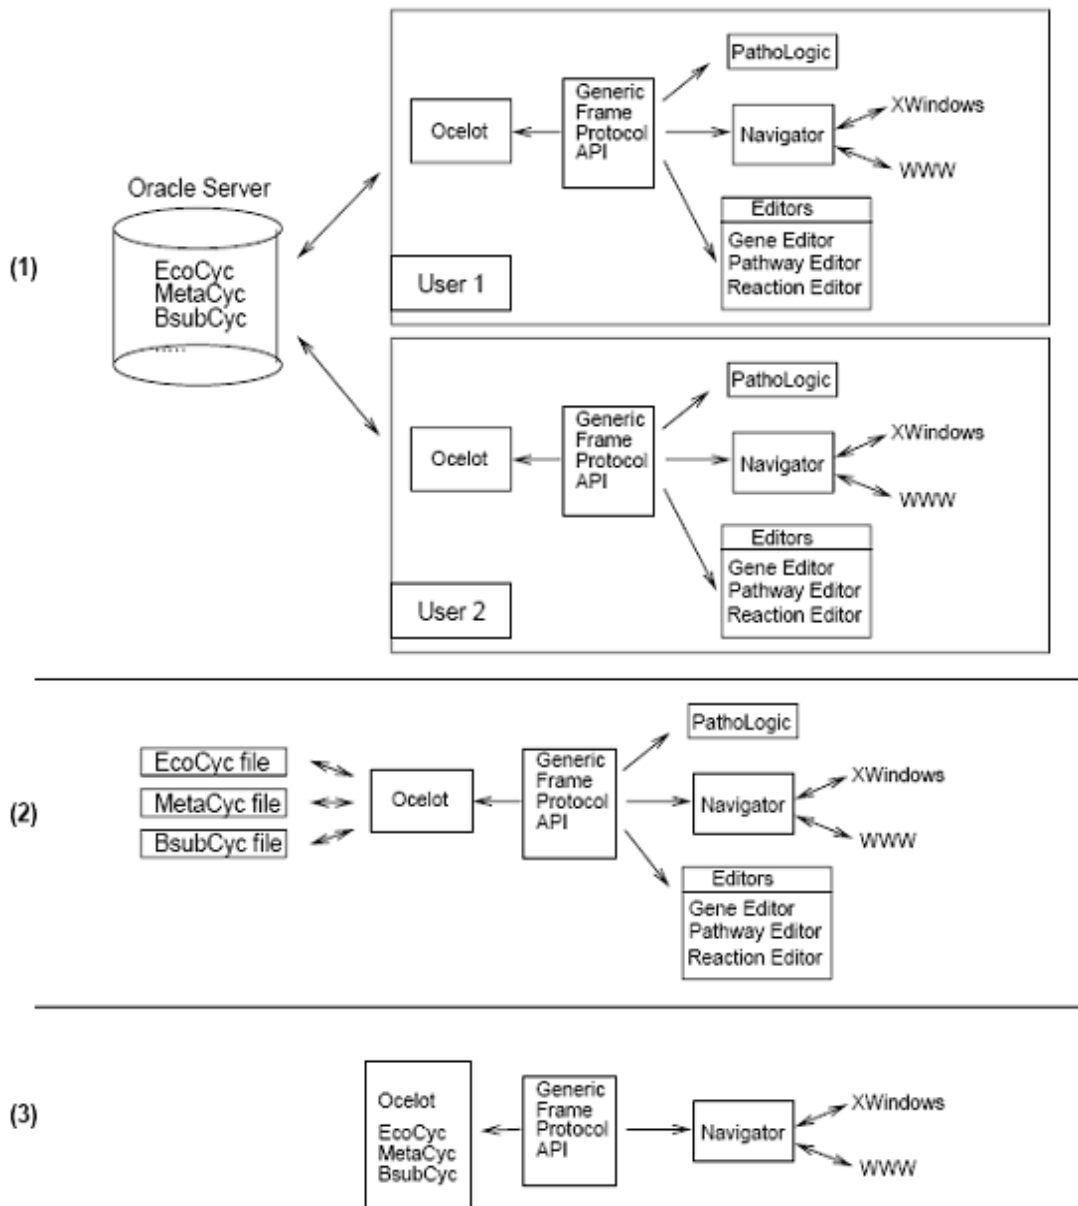 (1)
Oracle Server
EcoCyc
MetaCyc
BsubCyc
.....
Ocelot
Generic
Frame
Protocol
API
PathoLogic
Navigator
XWindows
WWW
Editors
Gene Editor
Pathway Editor
Reaction Editor
User 1
Ocelot
Generic
Frame
Protocol
API
PathoLogic
Navigator
XWindows
WWW
Editors
Gene Editor
Pathway Editor
Reaction Editor
User 2
(2)
EcoCyc file
MetaCyc file
BsubCyc file
Ocelot
Generic
Frame
Protocol
API
PathoLogic
Navigator
XWindows
WWW
Editors
Gene Editor
Pathway Editor
Reaction Editor
(3)
Ocelot
EcoCyc
MetaCyc
BsubCyc
Generic
Frame
Protocol
API
Navigator
XWindows
WWW